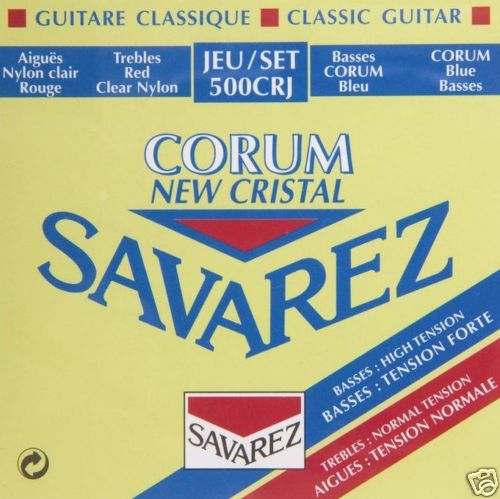 GUITARE CLASSIQUE CLASSIC GUITAR
Aiguës
Nylon clair
Rouge
Trebles
Red
Clear Nylon
JEU/SET
500CRJ
Basses
CORUM
Bleu
CORUM
Blue
Basses
CORUM
NEW CRISTAL
SAVAREZ
BASSES : HIGH TENSION
BASSES : TENSION FORTE
TREBLES : NORMAL TENSION
AIGUES : TENSION NORMALE
SAVAREZ